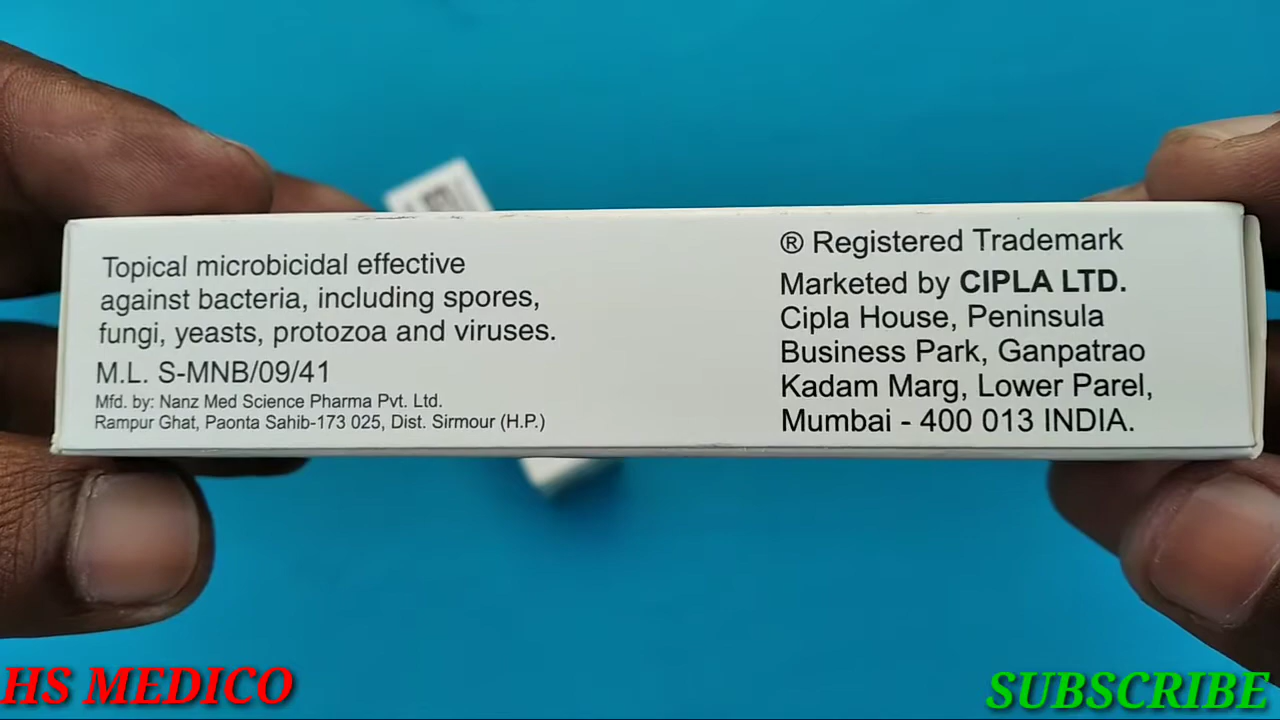 Topical microbicidal effective
against bacteria, including spores,
fungi, yeasts, protozoa and viruses.
M.L. S-MNB/09/41
Mfd. by: Nanz Med Science Pharma Pvt. Ltd.
Rampur Ghat, Paonta Sahib-173 025, Dist. Sirmour (H.P.)
® Registered Trademark
Marketed by CIPLA LTD.
Cipla House, Peninsula
Business Park, Ganpatrao
Kadam Marg, Lower Parel,
Mumbai - 400 013 INDIA.
HS MEDICO
SUBSCRIBE